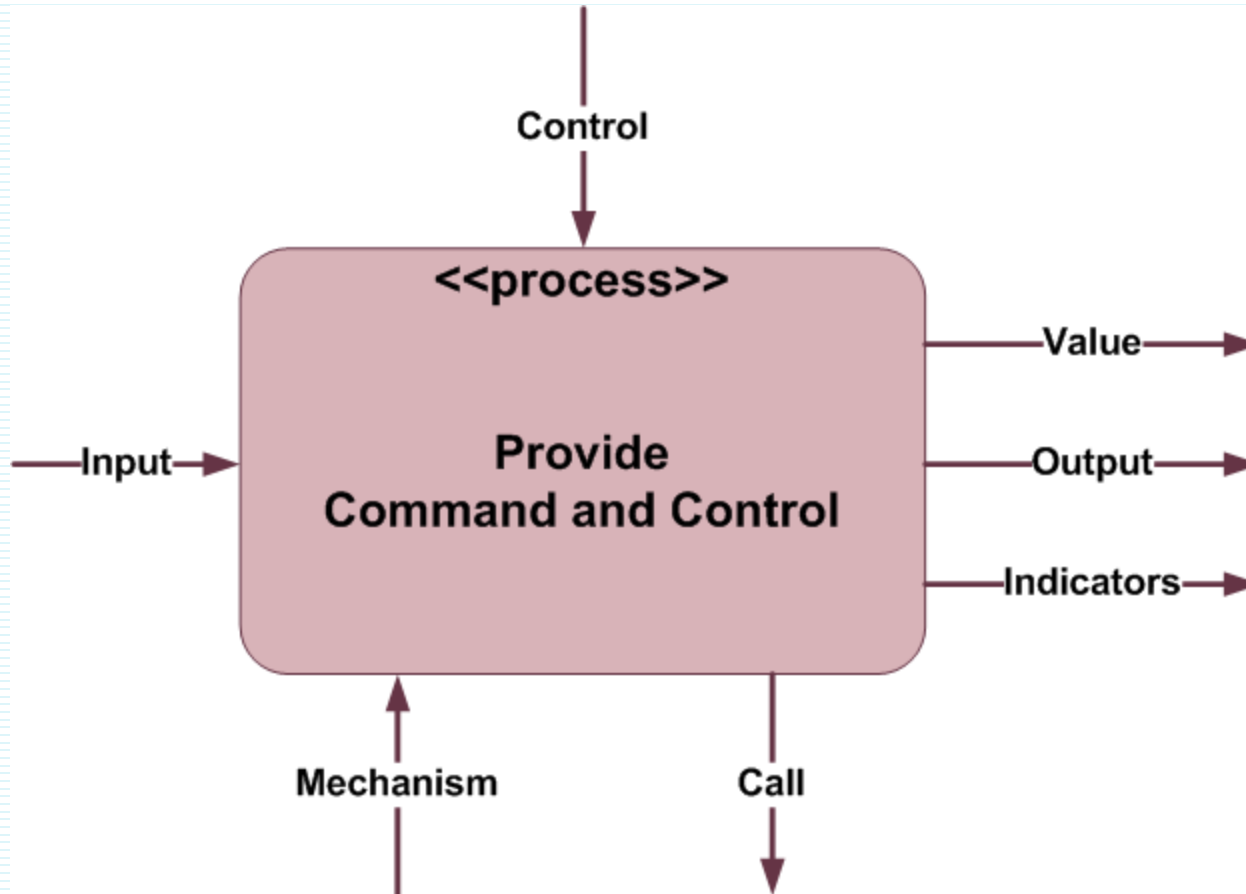 Control
<<process>>
Value
Provide
Input
Output
Command and Control
Indicators
Mechanism
Call